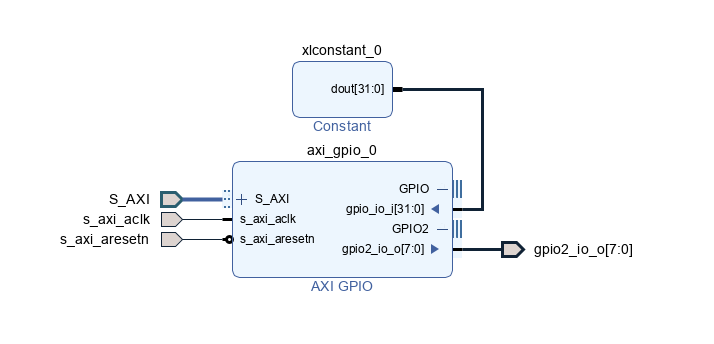 xlconstant_0
dout[31:0]
Constant
axi_gpio_0
GPIO
S_AXI
S_AXI
gpio_io_i[31:0]
s_axi_aclk
s_axi_aclk
GPIO2
s_axi_aresetn
s_axi_aresetn
gpio2_io_o[7:0]
gpio2_io_o[7:0]
AXI GPIO